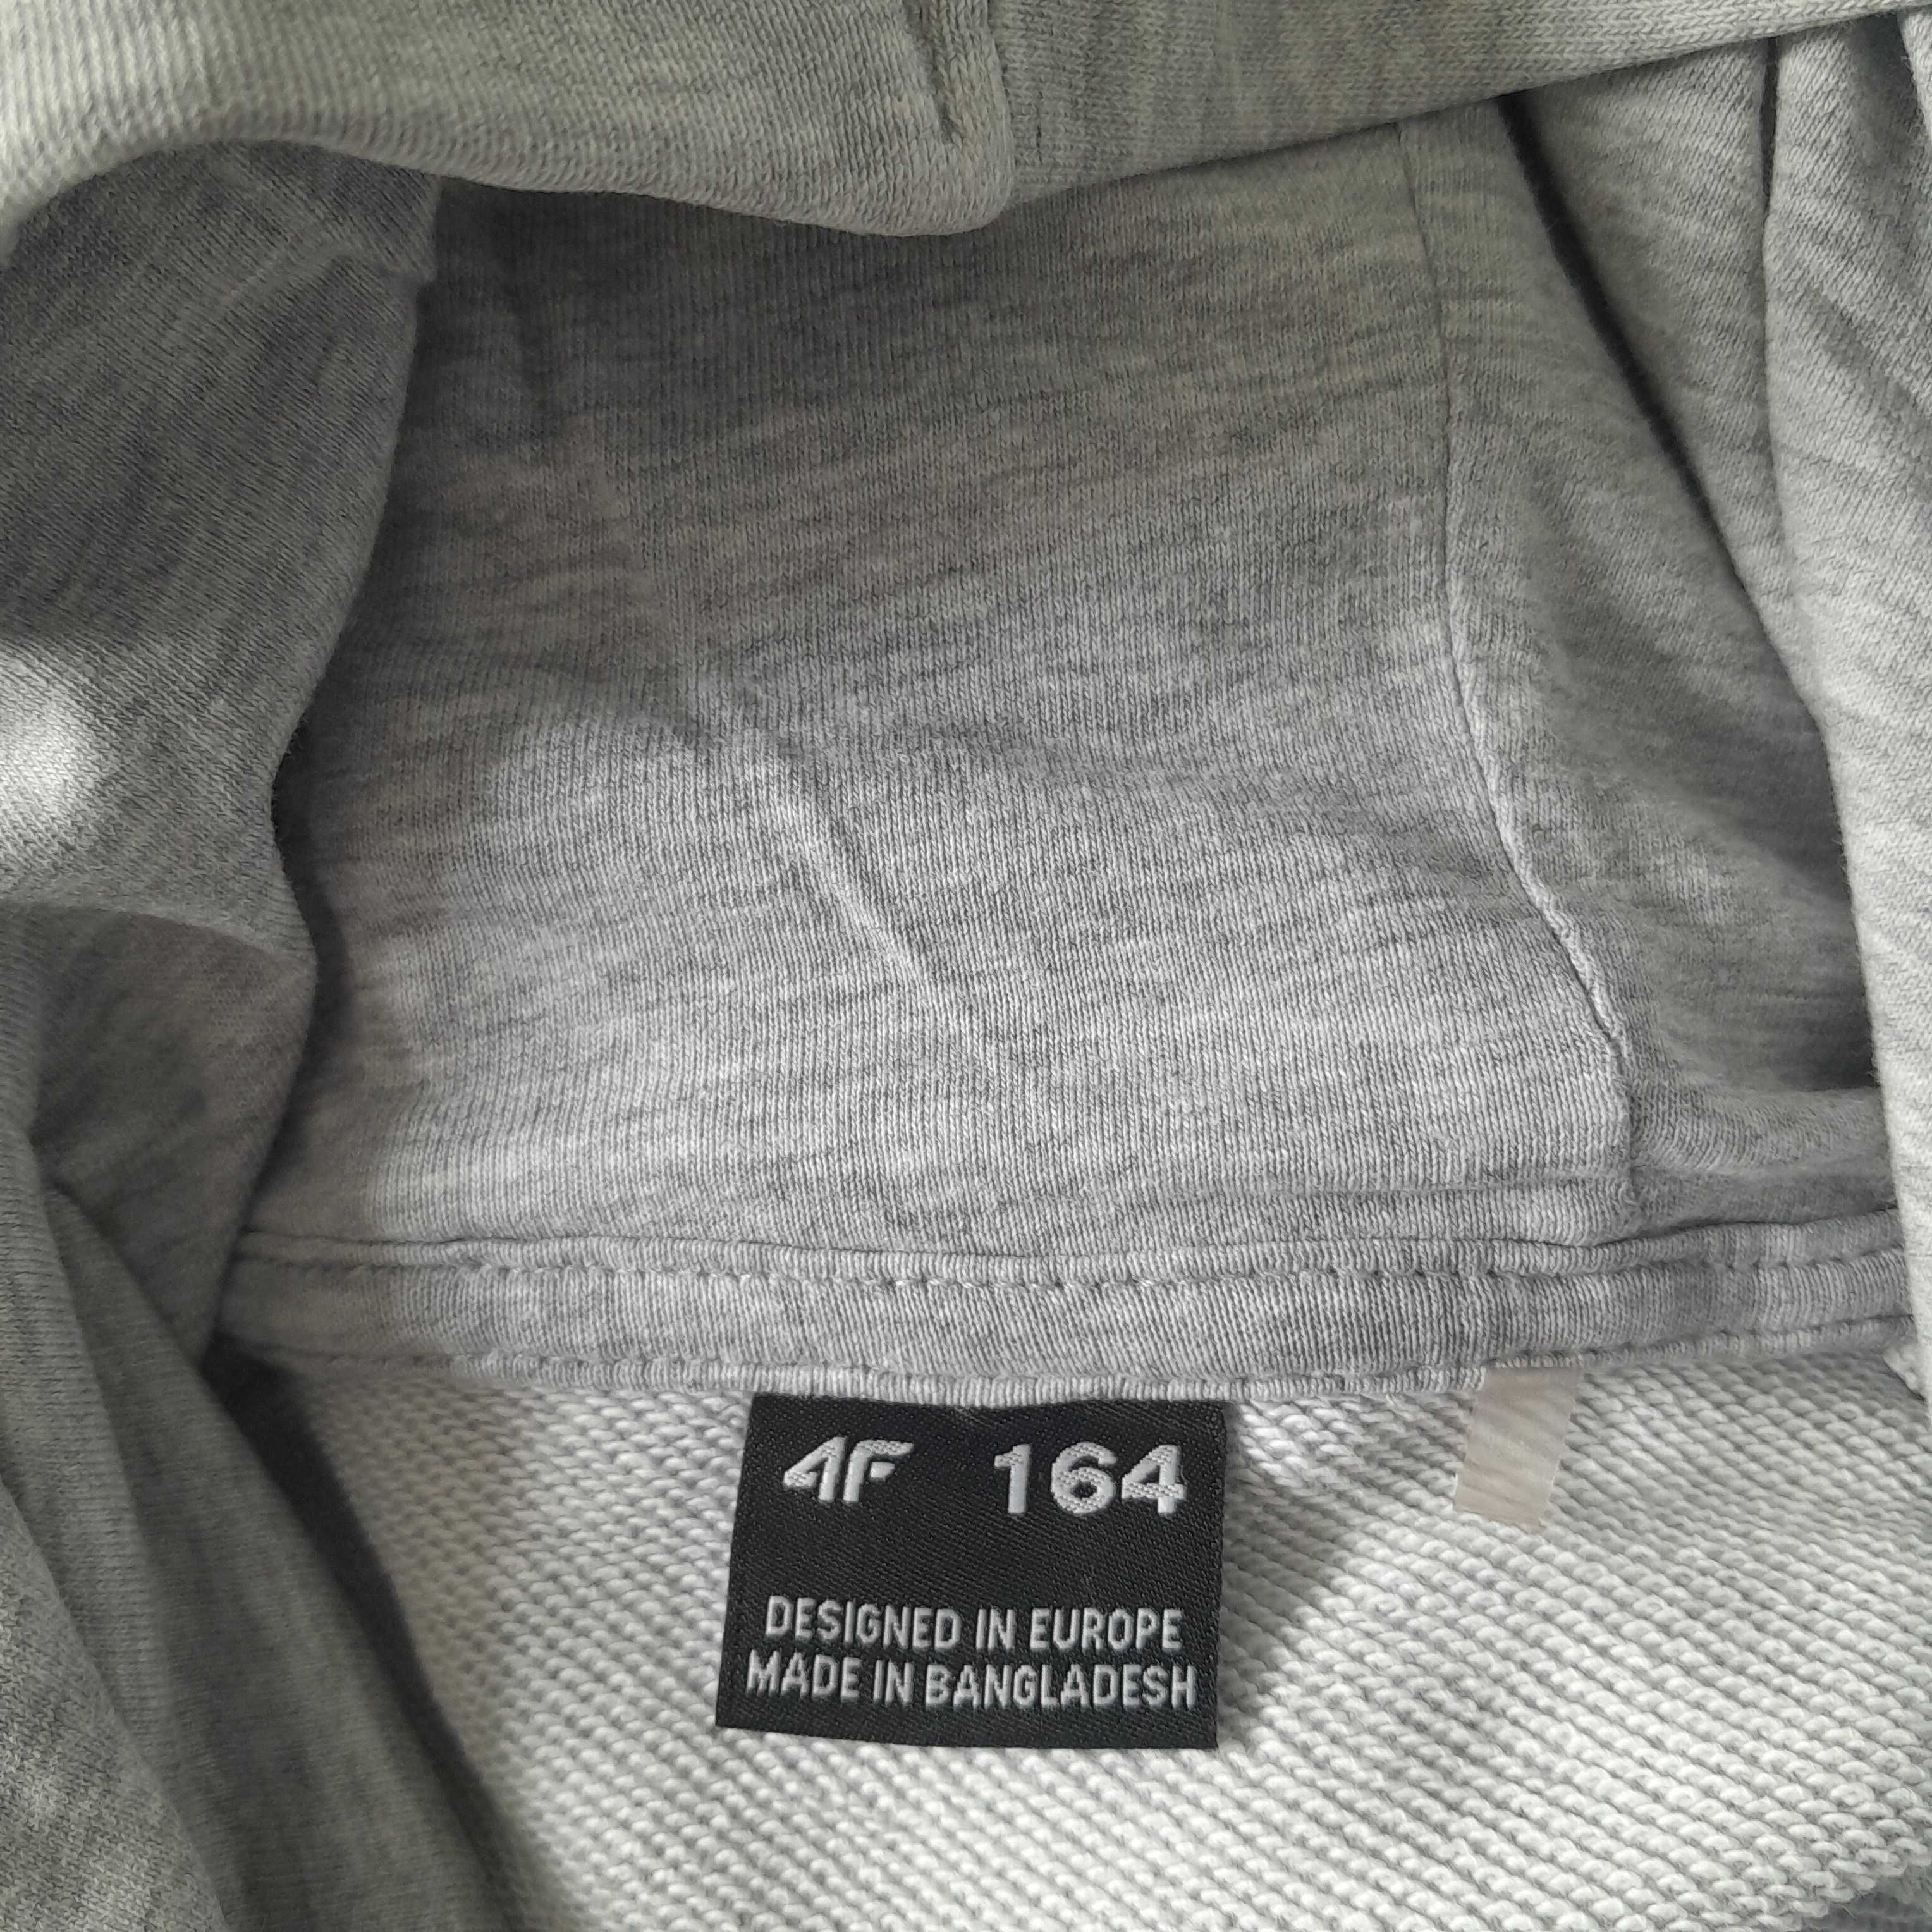 4F 164
DESIGNED IN EUROPE
MADE IN BANGLADESH